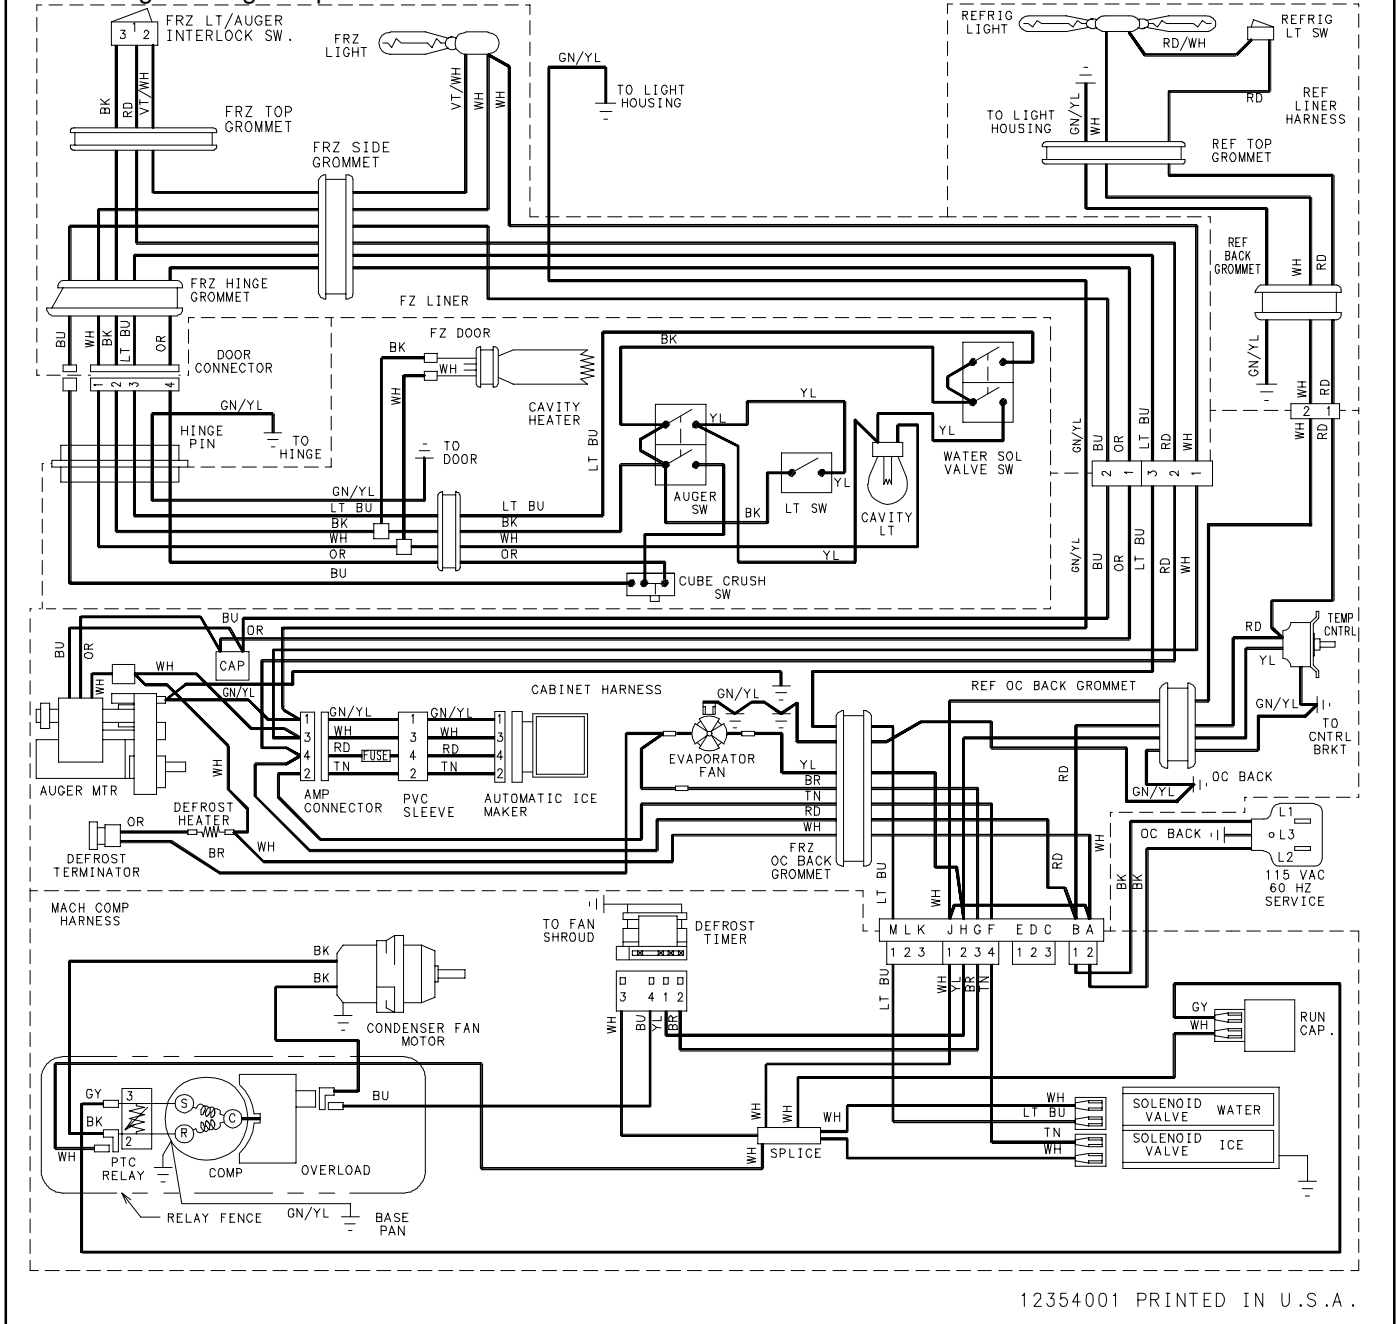 FRZ LT/AUGER
INTERLOCK SW.
3 1 2
FRZ
LIGHT
GN/YL
TO LIGHT
HOUSING
REFRIG
LIGHT
RD/WH
REFRIG
LT SW
BK
RD
VT/WH
VT/WH
WH
WH
FRZ TOP
GROMMET
FRZ SIDE
GROMMET
TO LIGHT
HOUSING
GN/YL
WH
RD
REF
LINER
HARNESS
REF TOP
GROMMET
REF
BACK
GROMMET
WH
RD
FRZ HINGE
GROMMET
FZ LINER
BU
WH
BK
LT BU
OR
DOOR
CONNECTOR
1 2 3 4
FZ DOOR
BK
WH
WH
CAVITY
HEATER
BK
YL
YL
LT BU
GN/YL
HINGE
PIN
TO
HINGE
TO
DOOR
AUGER
SW
BK
LT SW
YL
CAVITY
LT
YL
WATER SOL
VALVE SW
YL
GN/YL
BU
OR
LT BU
RD
WH
GN/YL
WH
RD
2 1
WH
RD
2 1 3 2 1
GN/YL
LT BU
BK
WH
OR
BU
LT BU
BK
WH
OR
CUBE CRUSH
SW
GN/YL
BU
OR
LT BU
RD
WH
BU
OR
BU
OR
CAP
WH
WH
GN/YL
CABINET HARNESS
GN/YL
REF OC BACK GROMMET
RD
YL
TEMP
CNTRL
GN/YL
TO
CNTRL
BRKT
AUGER MTR
WH
1
3
4
2
GN/YL
WH
RD
TN
FUSE
1
3
4
2
GN/YL
WH
RD
TN
1
3
4
2
AMP
CONNECTOR
PVC
SLEEVE
AUTOMATIC ICE
MAKER
EVAPORATOR
FAN
YL
BR
TN
RD
WH
RD
OC BACK
GN/YL
DEFROST
HEATER
OR
BR
WH
DEFROST
TERMINATOR
FRZ
OC BACK
GROMMET
LT BU
WH
RD
WH
BK
BK
OC BACK
L1
L3
L2
115 VAC
60 HZ
SERVICE
MACH COMP
HARNESS
TO FAN
SHROUD
DEFROST
TIMER
M L K J H G F E D C B A
1 2 3 1 2 3 4 1 2 3 1 2
BK
BK
CONDENSER FAN
MOTOR
3 4 1 2
WH
BU
YL
BR
LT BU
WH
YL
BR
TN
GY
WH
RUN
CAP.
GY
BK
WH
3
2
PTC
RELAY
S
R
C
COMP
OVERLOAD
BU
WH
WH
WH
WH
SPLICE
WH
LT BU
TN
WH
SOLENOID
VALVE WATER
SOLENOID
VALVE ICE
RELAY FENCE
GN/YL
BASE
PAN
12354001 PRINTED IN U.S.A.